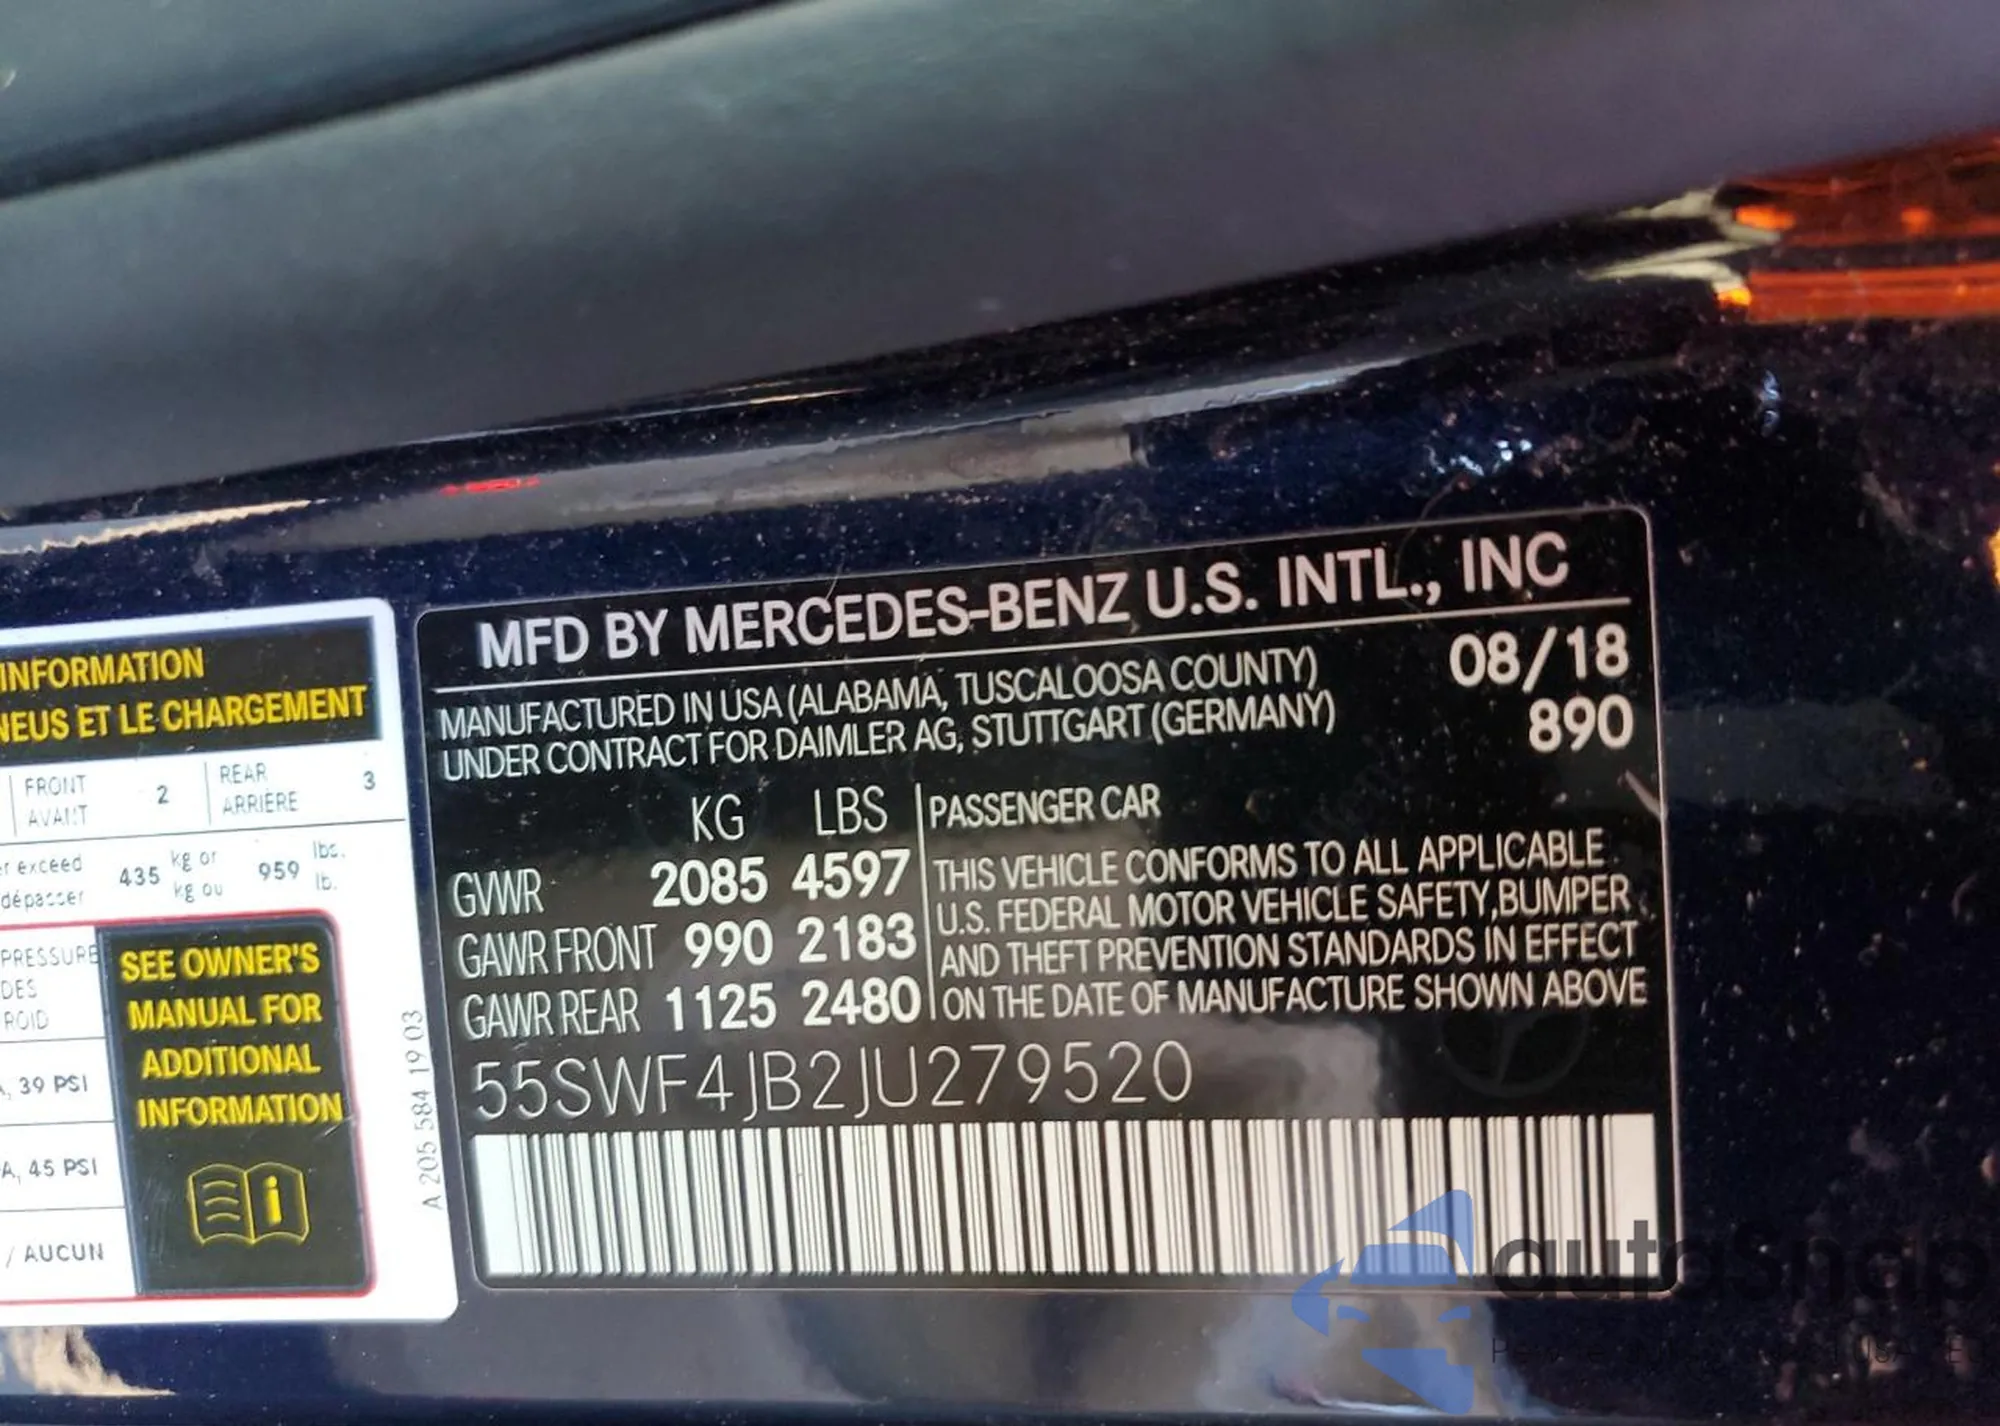 INFORMATION
NEUS ET LE CHARGEMENT
FRONT 2 REAR 3
AVANT ARRIÈRE
exceed 435 kg or 959 lbs.
dépasser kg ou lb.
PRESSURE
DES
ROID
39 PSI
45 PSI
/ AUCUN
SEE OWNER'S
MANUAL FOR
ADDITIONAL
INFORMATION
i
A 205 584 19 03
MFD BY MERCEDES-BENZ U.S. INTL., INC
MANUFACTURED IN USA (ALABAMA, TUSCALOOSA COUNTY) 08/18
UNDER CONTRACT FOR DAIMLER AG, STUTTGART (GERMANY) 890
KG LBS PASSENGER CAR
GVWR 2085 4597
GAWR FRONT 990 2183
GAWR REAR 1125 2480
THIS VEHICLE CONFORMS TO ALL APPLICABLE
U.S. FEDERAL MOTOR VEHICLE SAFETY,BUMPER
AND THEFT PREVENTION STANDARDS IN EFFECT
ON THE DATE OF MANUFACTURE SHOWN ABOVE
55SWF4JB2JU279520
autoSnap